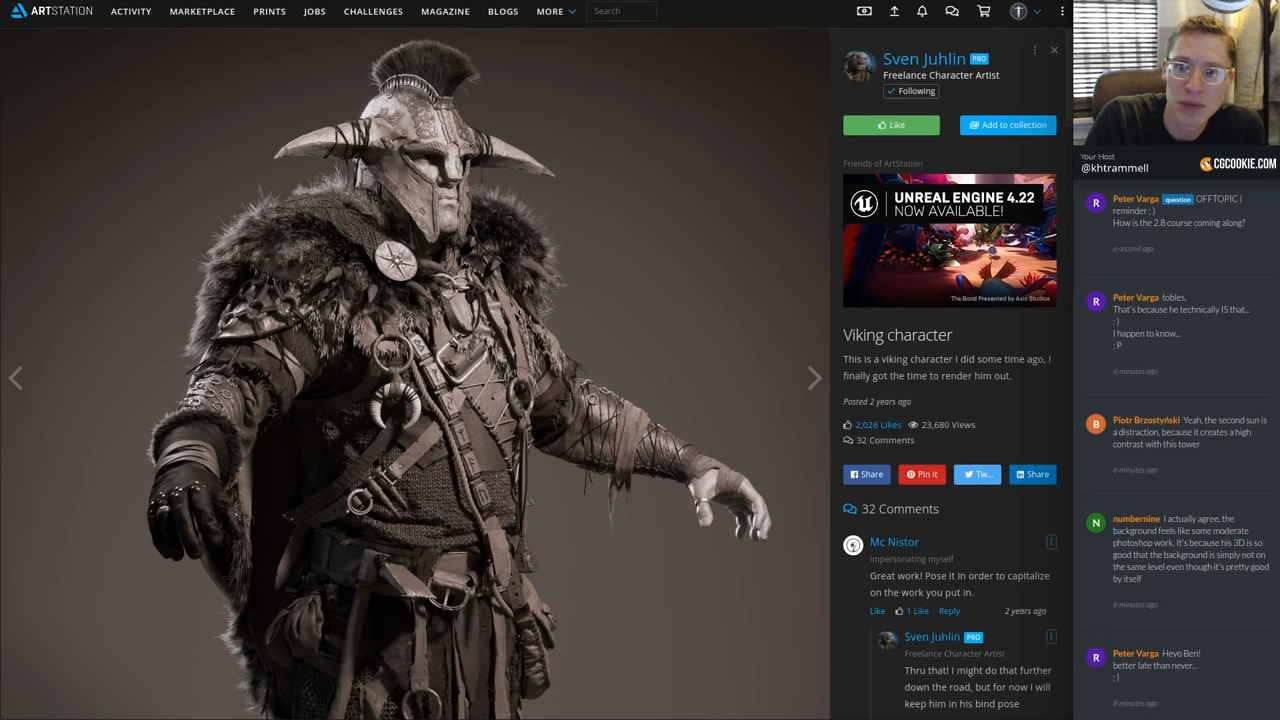 ARTSTATION
ACTIVITY
MARKETPLACE
PRINTS
JOBS
CHALLENGES
MAGAZINE
BLOGS
MORE
Search
Sven Juhlin PRO
Freelance Character Artist
Following
Like
Add to collection
Friends of ArtStation
UNREAL ENGINE 4.22
NOW AVAILABLE!
The Bond Presented by Axis Studios
Viking character
This is a viking character I did some time ago, I
finally got the time to render him out.
Posted 2 years ago
2,026 Likes 23,680 Views
32 Comments
Share
Pin it
Tw...
Share
32 Comments
Mc Nistor
impersonating myself
Great work! Pose it in order to capitalize
on the work you put in.
Like 1 Like Reply 2 years ago
Sven Juhlin PRO
Freelance Character Artist
Thru that! I might do that further
down the road, but for now I will
keep him in his bind pose
Your Host
@khtrammell
CGCOOKIE.COM
R
Peter Varga question OFFTOPIC (
reminder ; )
How is the 2.8 course coming along?
a second ago
R
Peter Varga tobles,
That's because he technically IS that...
: )
I happen to know...
: P
6 minutes ago
B
Piotr Brzostyński Yeah, the second sun is
a distraction, because it creates a high
contrast with this tower
6 minutes ago
N
numbernine I actually agree, the
background feels like some moderate
photoshop work. It's because his 3D is so
good that the background is simply not on
the same level even though it's pretty good
by itself
6 minutes ago
R
Peter Varga Heyo Ben!
better late than never...
; )
8 minutes ago